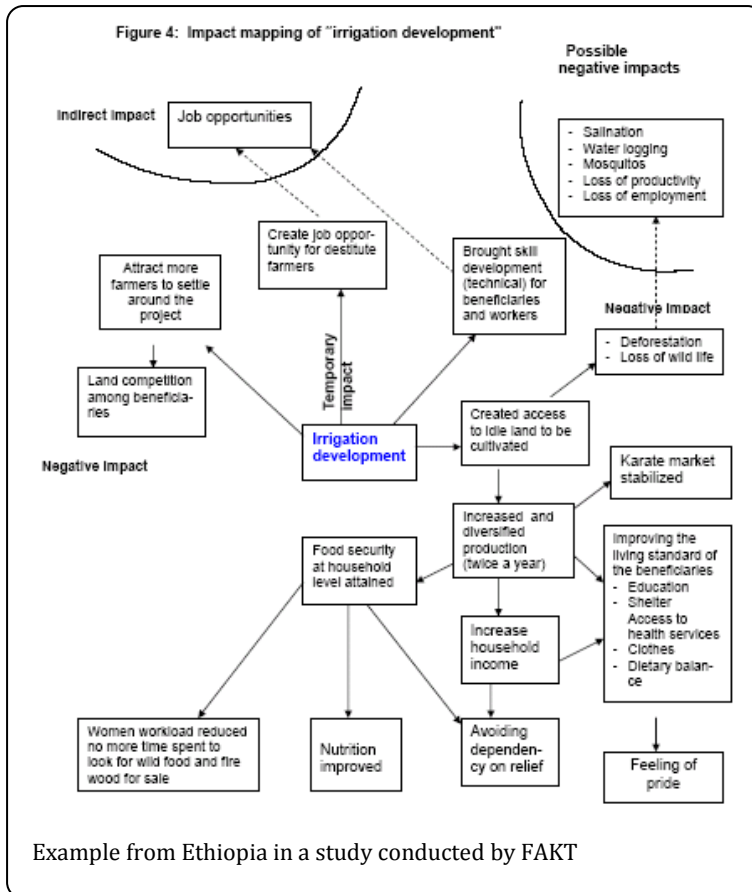 Figure 4: Impact mapping of "irrigation development"
Possible
negative impacts
Indirect impact
Job opportunities
- Salination
- Water logging
- Mosquitos
- Loss of productivity
- Loss of employment
Create job oppor-
tunity for destitute
farmers
Brought skill
development
(technical) for
beneficiaries
and workers
Attract more
farmers to settle
around the
project
Negative impact
- Deforestation
- Loss of wild life
Land competition
among beneficia-
ries
Temporary
impact
Irrigation
development
Created access
to idle land to be
cultivated
Negative impact
Karate market
stabilized
Increased and
diversified
production
(twice a year)
Food security
at household
level attained
Improving the
living standard of
the beneficiaries
- Education
- Shelter
Access to
health services
- Clothes
- Dietary balan-
ce
Increase
household
income
Women workload reduced
no more time spent to
look for wild food and fire
wood for sale
Nutrition
improved
Avoiding
dependen-
cy on relief
Feeling of
pride
Example from Ethiopia in a study conducted by FAKT